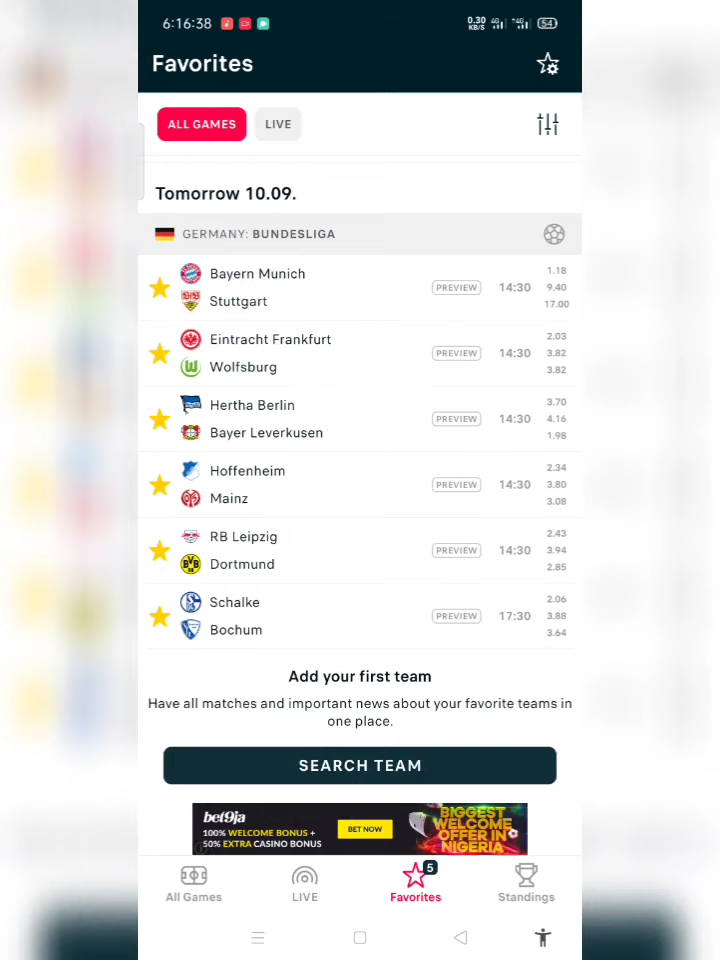 6:16:38 0.30 KB/S 4G 4G 54
Favorites
ALL GAMES LIVE
Tomorrow 10.09.
GERMANY: BUNDESLIGA
Bayern Munich
Stuttgart
PREVIEW 14:30
1.18
9.40
17.00
Eintracht Frankfurt
Wolfsburg
PREVIEW 14:30
2.03
3.82
3.82
Hertha Berlin
Bayer Leverkusen
PREVIEW 14:30
3.70
4.16
1.98
Hoffenheim
Mainz
PREVIEW 14:30
2.34
3.80
3.08
RB Leipzig
Dortmund
BVB
PREVIEW 14:30
2.43
3.94
2.85
Schalke
Bochum
PREVIEW 17:30
2.06
3.88
3.64
Add your first team
Have all matches and important news about your favorite teams in
one place.
SEARCH TEAM
bet9ja
100% WELCOME BONUS +
50% EXTRA CASINO BONUS
BET NOW
BIGGEST
WELCOME
OFFER IN
NIGERIA
5
All Games LIVE Favorites Standings